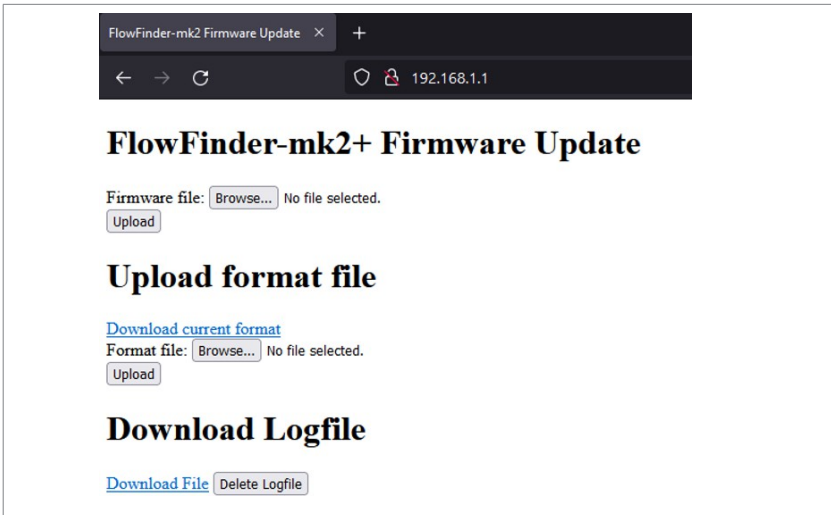 FlowFinder-mk2 Firmware Update
192.168.1.1
FlowFinder-mk2+ Firmware Update
Firmware file: Browse... No file selected.
Upload
Upload format file
Download current format
Format file: Browse... No file selected.
Upload
Download Logfile
Download File Delete Logfile